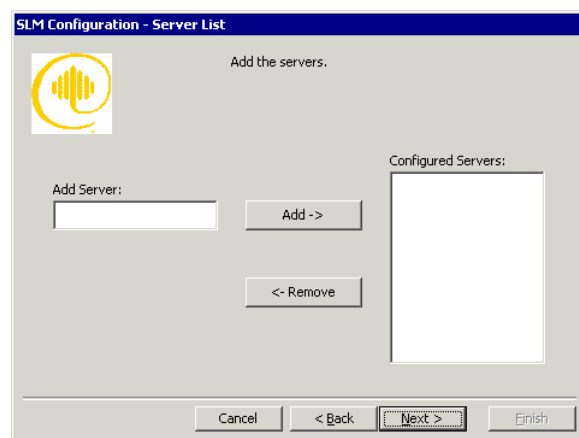 SLM Configuration - Server List
Add the servers.
Configured Servers:
Add Server:
Add ->
<- Remove
Cancel
< Back
Next >
Finish